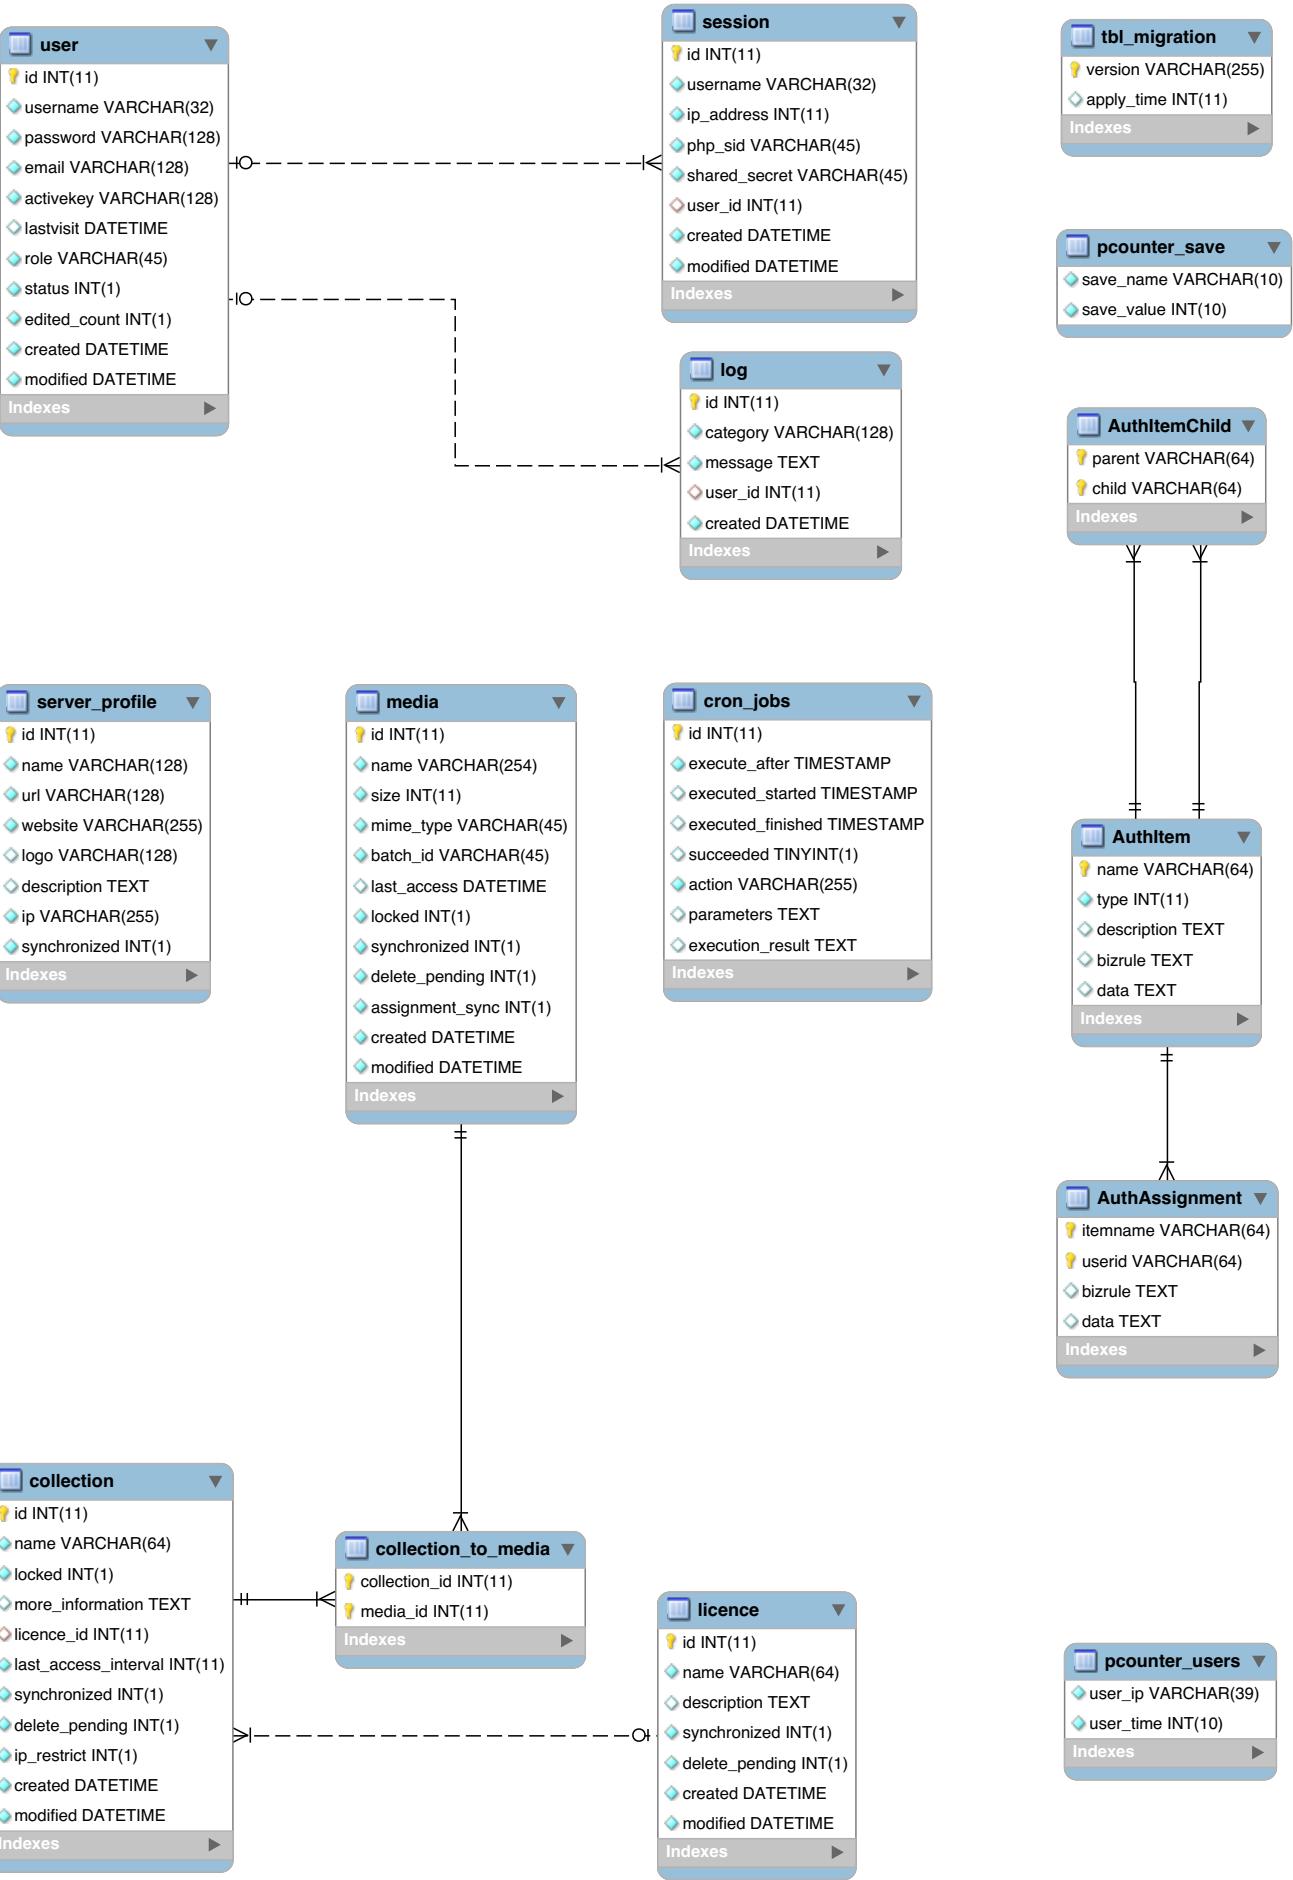 user
id INT(11)
username VARCHAR(32)
password VARCHAR(128)
email VARCHAR(128)
activekey VARCHAR(128)
lastvisit DATETIME
role VARCHAR(45)
status INT(1)
edited_count INT(1)
created DATETIME
modified DATETIME
Indexes
session
id INT(11)
username VARCHAR(32)
ip_address INT(11)
php_sid VARCHAR(45)
shared_secret VARCHAR(45)
user_id INT(11)
created DATETIME
modified DATETIME
Indexes
tbl_migration
version VARCHAR(255)
apply_time INT(11)
Indexes
pcounter_save
save_name VARCHAR(10)
save_value INT(10)
log
id INT(11)
category VARCHAR(128)
message TEXT
user_id INT(11)
created DATETIME
Indexes
AuthItemChild
parent VARCHAR(64)
child VARCHAR(64)
Indexes
server_profile
id INT(11)
name VARCHAR(128)
url VARCHAR(128)
website VARCHAR(255)
logo VARCHAR(128)
description TEXT
ip VARCHAR(255)
synchronized INT(1)
Indexes
media
id INT(11)
name VARCHAR(254)
size INT(11)
mime_type VARCHAR(45)
batch_id VARCHAR(45)
last_access DATETIME
locked INT(1)
synchronized INT(1)
delete_pending INT(1)
assignment_sync INT(1)
created DATETIME
modified DATETIME
Indexes
cron_jobs
id INT(11)
execute_after TIMESTAMP
executed_started TIMESTAMP
executed_finished TIMESTAMP
succeeded TINYINT(1)
action VARCHAR(255)
parameters TEXT
execution_result TEXT
Indexes
AuthItem
name VARCHAR(64)
type INT(11)
description TEXT
bizrule TEXT
data TEXT
Indexes
AuthAssignment
itemname VARCHAR(64)
userid VARCHAR(64)
bizrule TEXT
data TEXT
Indexes
collection
id INT(11)
name VARCHAR(64)
locked INT(1)
more_information TEXT
licence_id INT(11)
last_access_interval INT(11)
synchronized INT(1)
delete_pending INT(1)
ip_restrict INT(1)
created DATETIME
modified DATETIME
Indexes
collection_to_media
collection_id INT(11)
media_id INT(11)
Indexes
licence
id INT(11)
name VARCHAR(64)
description TEXT
synchronized INT(1)
delete_pending INT(1)
created DATETIME
modified DATETIME
Indexes
pcounter_users
user_ip VARCHAR(39)
user_time INT(10)
Indexes